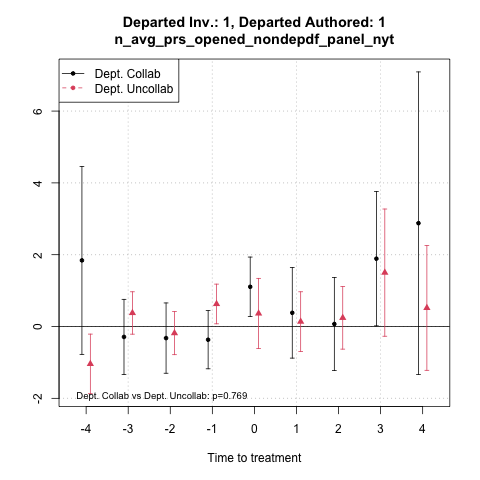 Departed Inv.: 1, Departed Authored: 1
n_avg_prs_opened_nondepdf_panel_nyt
Dept. Collab
Dept. Uncollab
6
4
2
0
-2
Dept. Collab vs Dept. Uncollab: p=0.769
-4 -3 -2 -1 0 1 2 3 4
Time to treatment